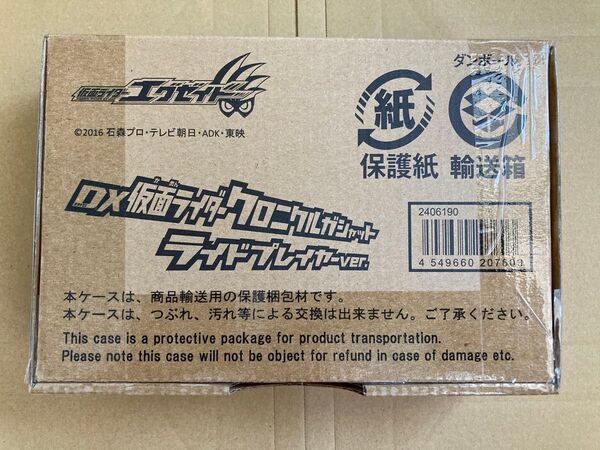 仮面ライダー
エグゼイド
©2016 石森プロ・テレビ朝日・ADK・東映
ダンボール
紙
保護紙 輸送箱
か めん
DX仮面ライダークロニクルガシャット
ライドプレイヤーver.
2406190
4 549660 207509
本ケースは、商品輸送用の保護梱包材です。
本ケースは、つぶれ、汚れ等による交換は出来ません。ご了承ください。
This case is a protective package for product transportation.
Please note this case will not be object for refund in case of damage etc.